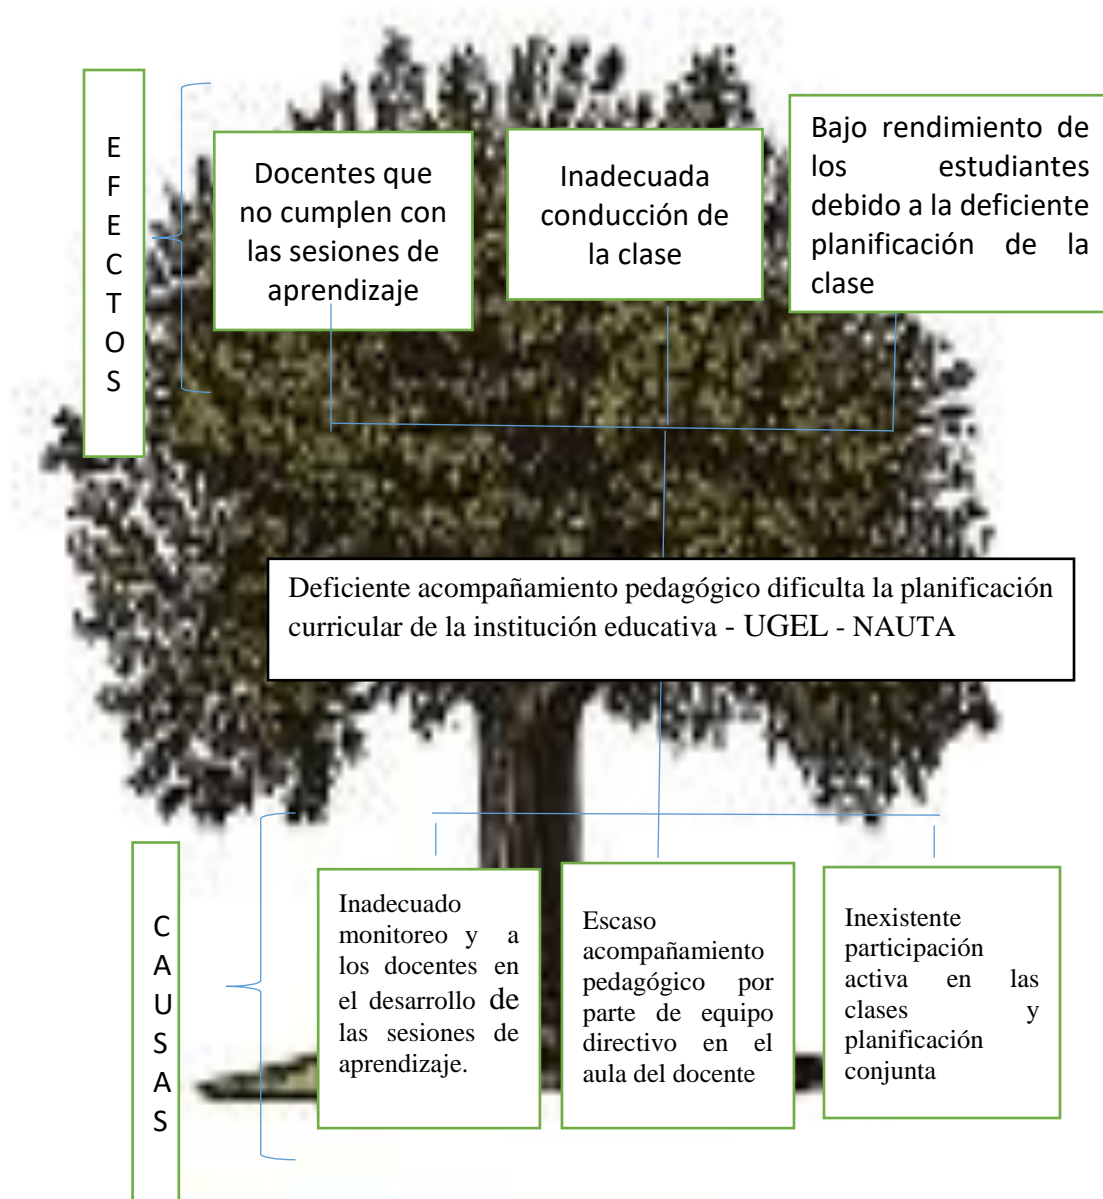 E
F
E
C
T
O
S
Docentes que
no cumplen con
las sesiones de
aprendizaje
Inadecuada
conducción de
la clase
Bajo rendimiento de
los estudiantes
debido a la deficiente
planificación de la
clase
Deficiente acompañamiento pedagógico dificulta la planificación
curricular de la institución educativa - UGEL - NAUTA
C
A
U
S
A
S
Inadecuado
monitoreo y a
los docentes en
el desarrollo de
las sesiones de
aprendizaje.
Escaso
acompañamiento
pedagógico por
parte de equipo
directivo en el
aula del docente
Inexistente
participación
activa en las
clases y
planificación
conjunta